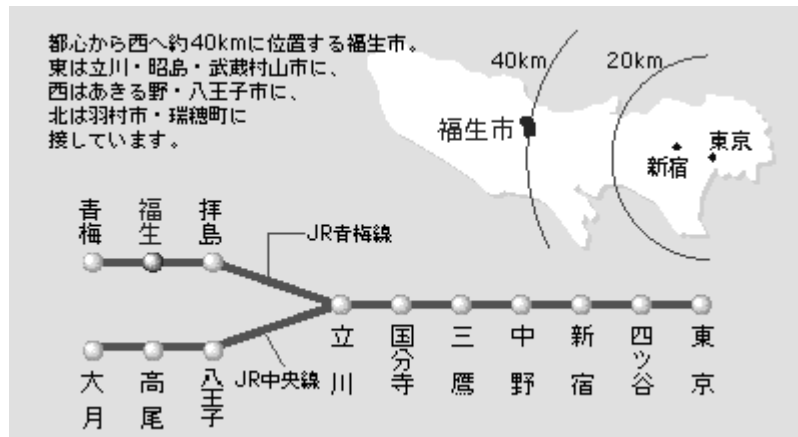 都心から西へ約40kmに位置する福生市。
東は立川・昭島・武蔵村山市に、
西はあきる野・八王子市に、
北は羽村市・瑞穂町に
接しています。
40km
20km
福生市
新宿
東京
青梅
福生
拝島
JR青梅線
立川
国分寺
三鷹
中野
新宿
四ツ谷
東京
大月
高尾
八王子
JR中央線